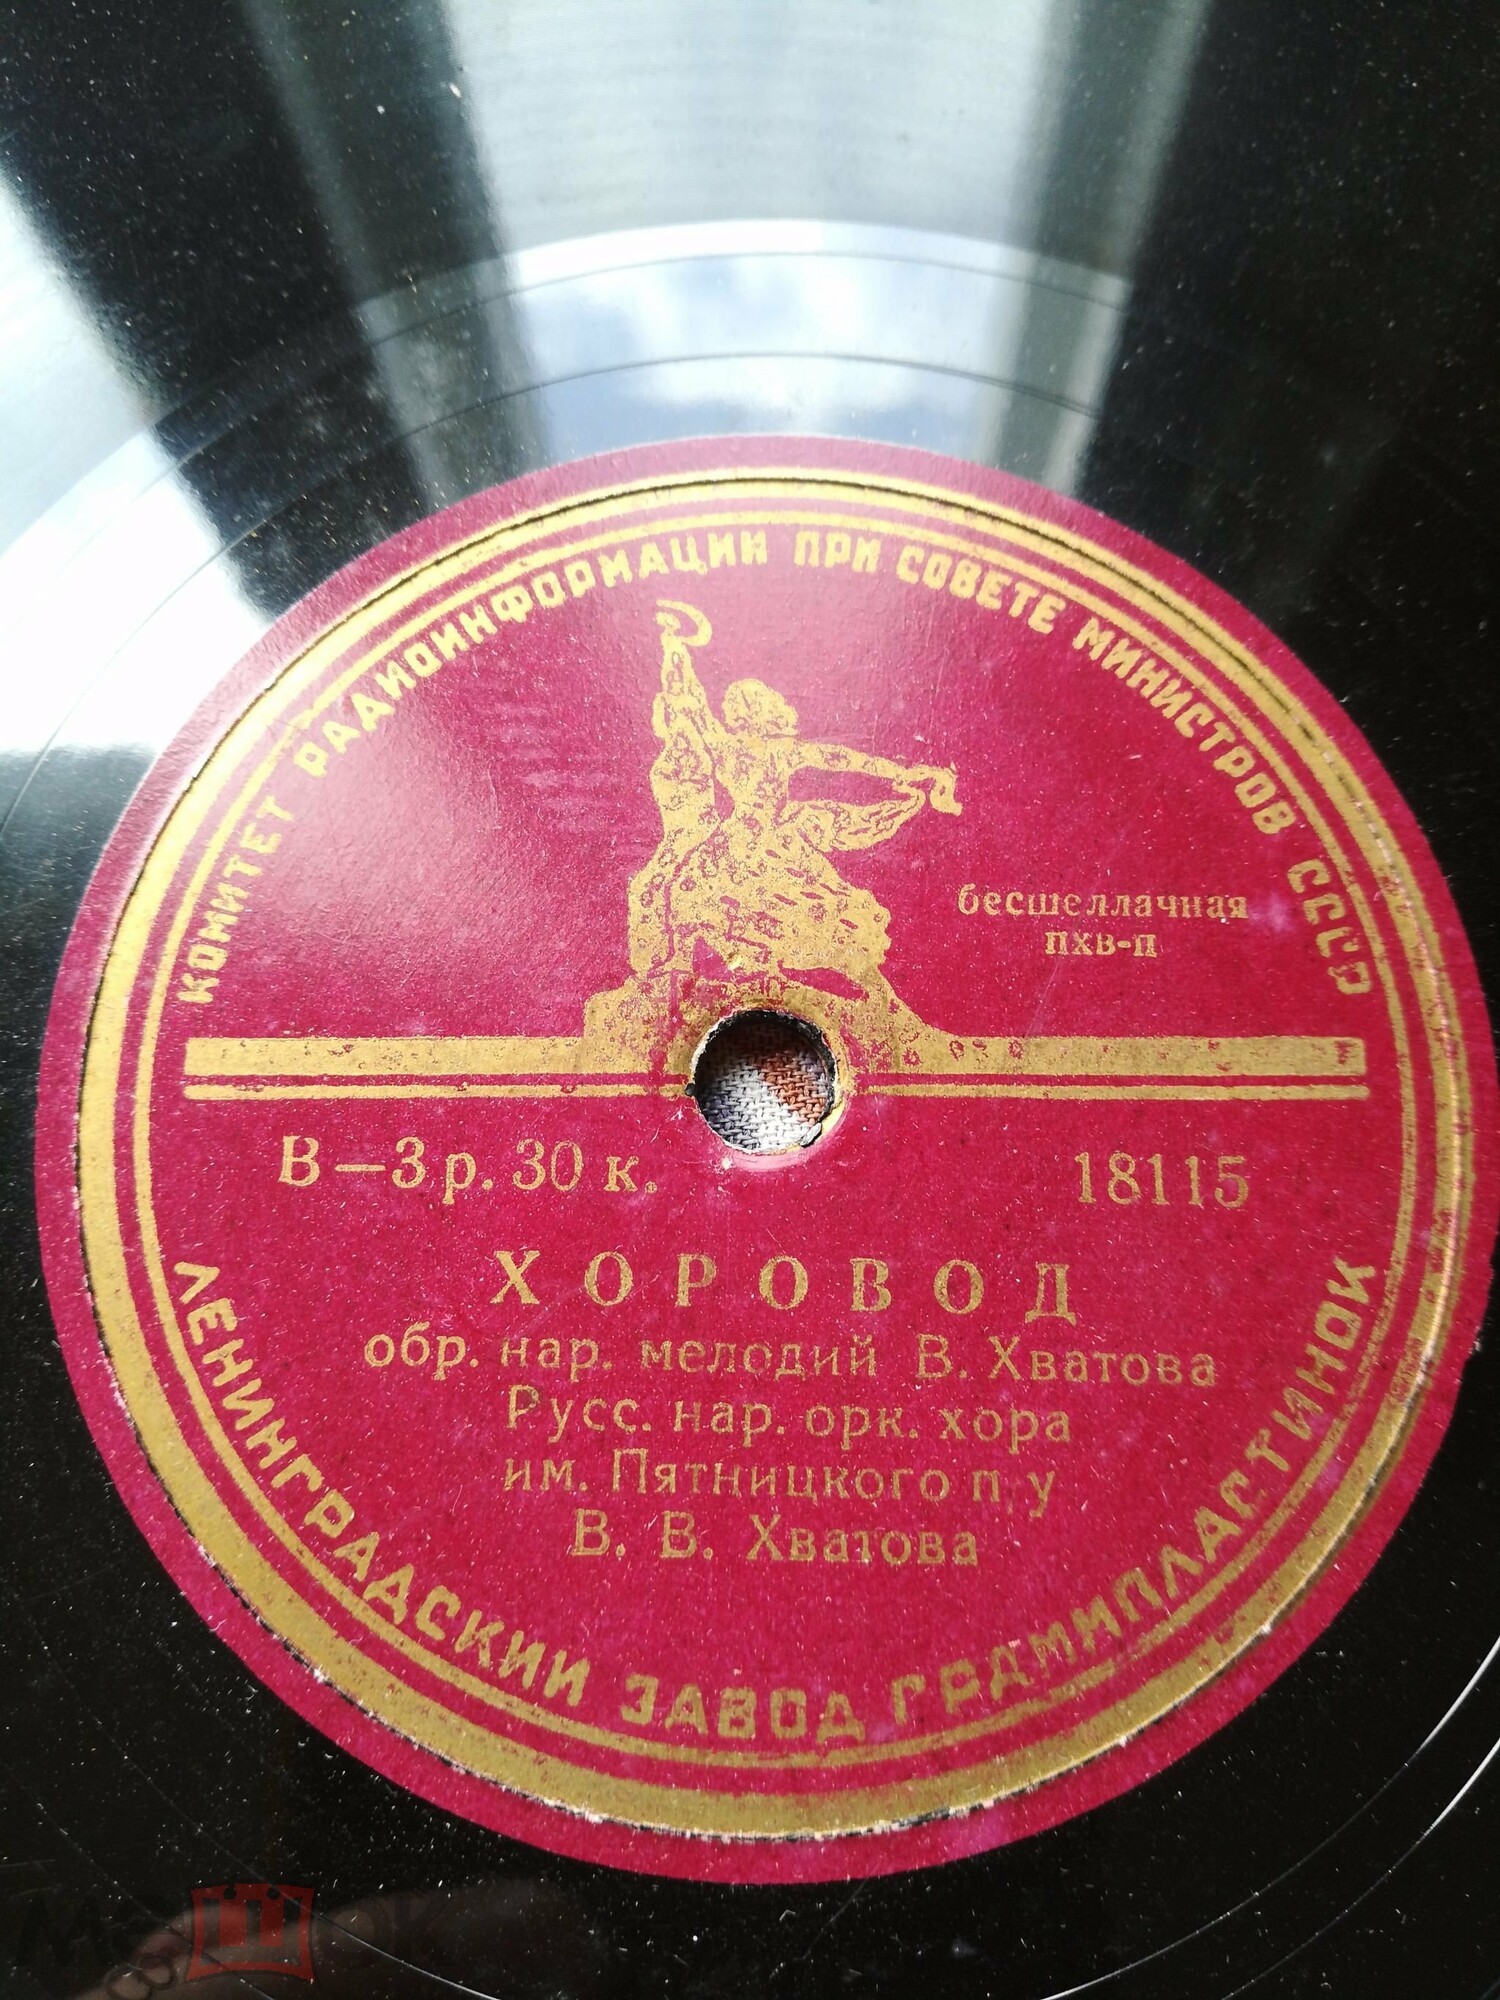 КОМИТЕТ РАДИОИНФОРМАЦИИ ПРИ СОВЕТЕ МИНИСТРОВ СССР
бесшеллачная
ПХВ-П
В–3 р. 30 к.
18115
ХОРОВОД
обр. нар. мелодий В. Хватова
Русс. нар. орк. хора
им. Пятницкого п/у
В. В. Хватова
ЛЕНИНГРАДСКИЙ ЗАВОД ГРАМПЛАСТИНОК
МЕШОК